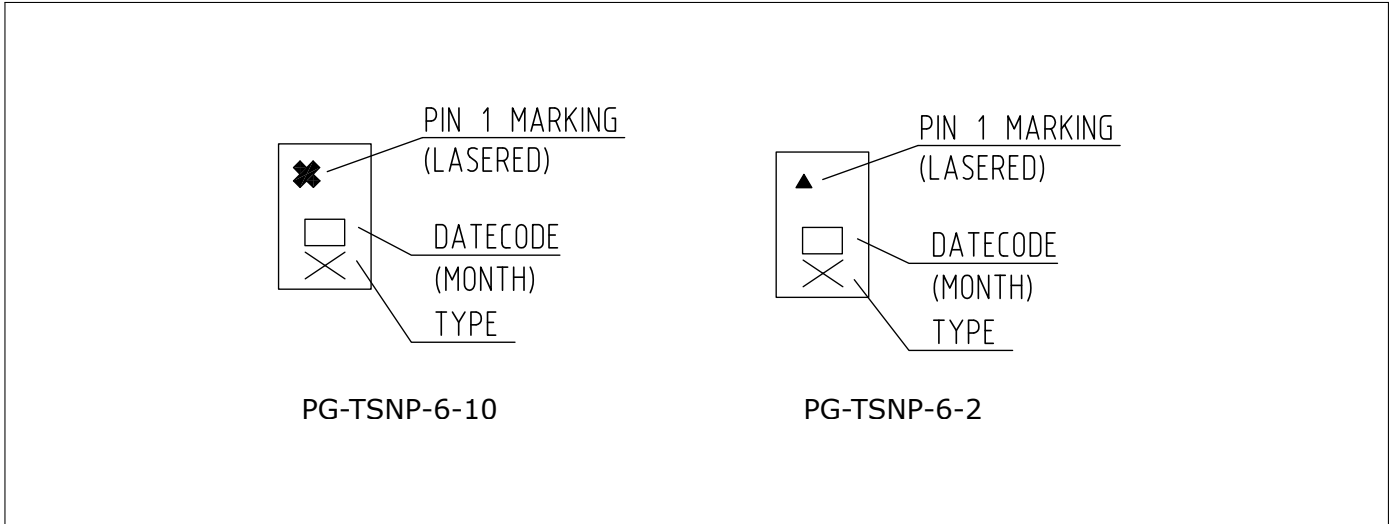 PIN 1 MARKING
(LASERED)
DATECODE
(MONTH)
TYPE
PG-TSNP-6-10
PIN 1 MARKING
(LASERED)
DATECODE
(MONTH)
TYPE
PG-TSNP-6-2